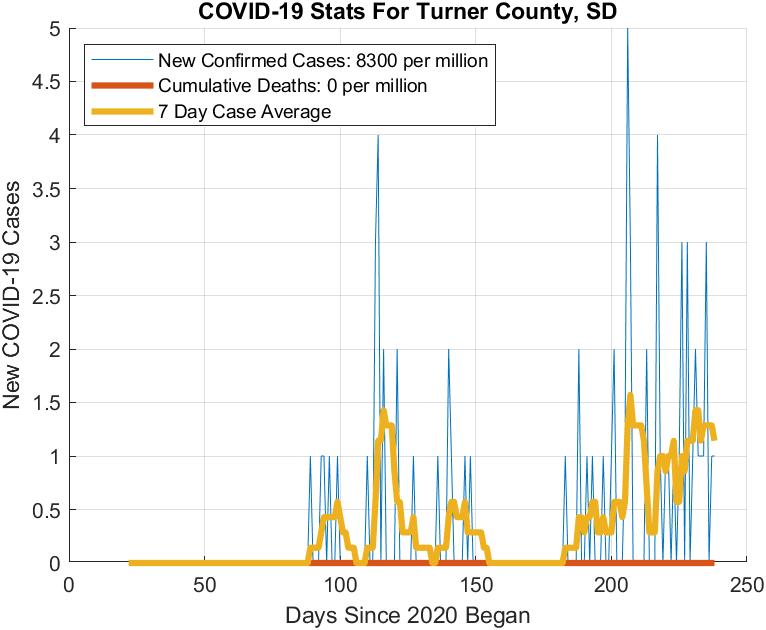 COVID-19 Stats For Turner County, SD
New Confirmed Cases: 8300 per million
Cumulative Deaths: 0 per million
7 Day Case Average
New COVID-19 Cases
5
4.5
4
3.5
3
2.5
2
1.5
1
0.5
0
0 50 100 150 200 250
Days Since 2020 Began